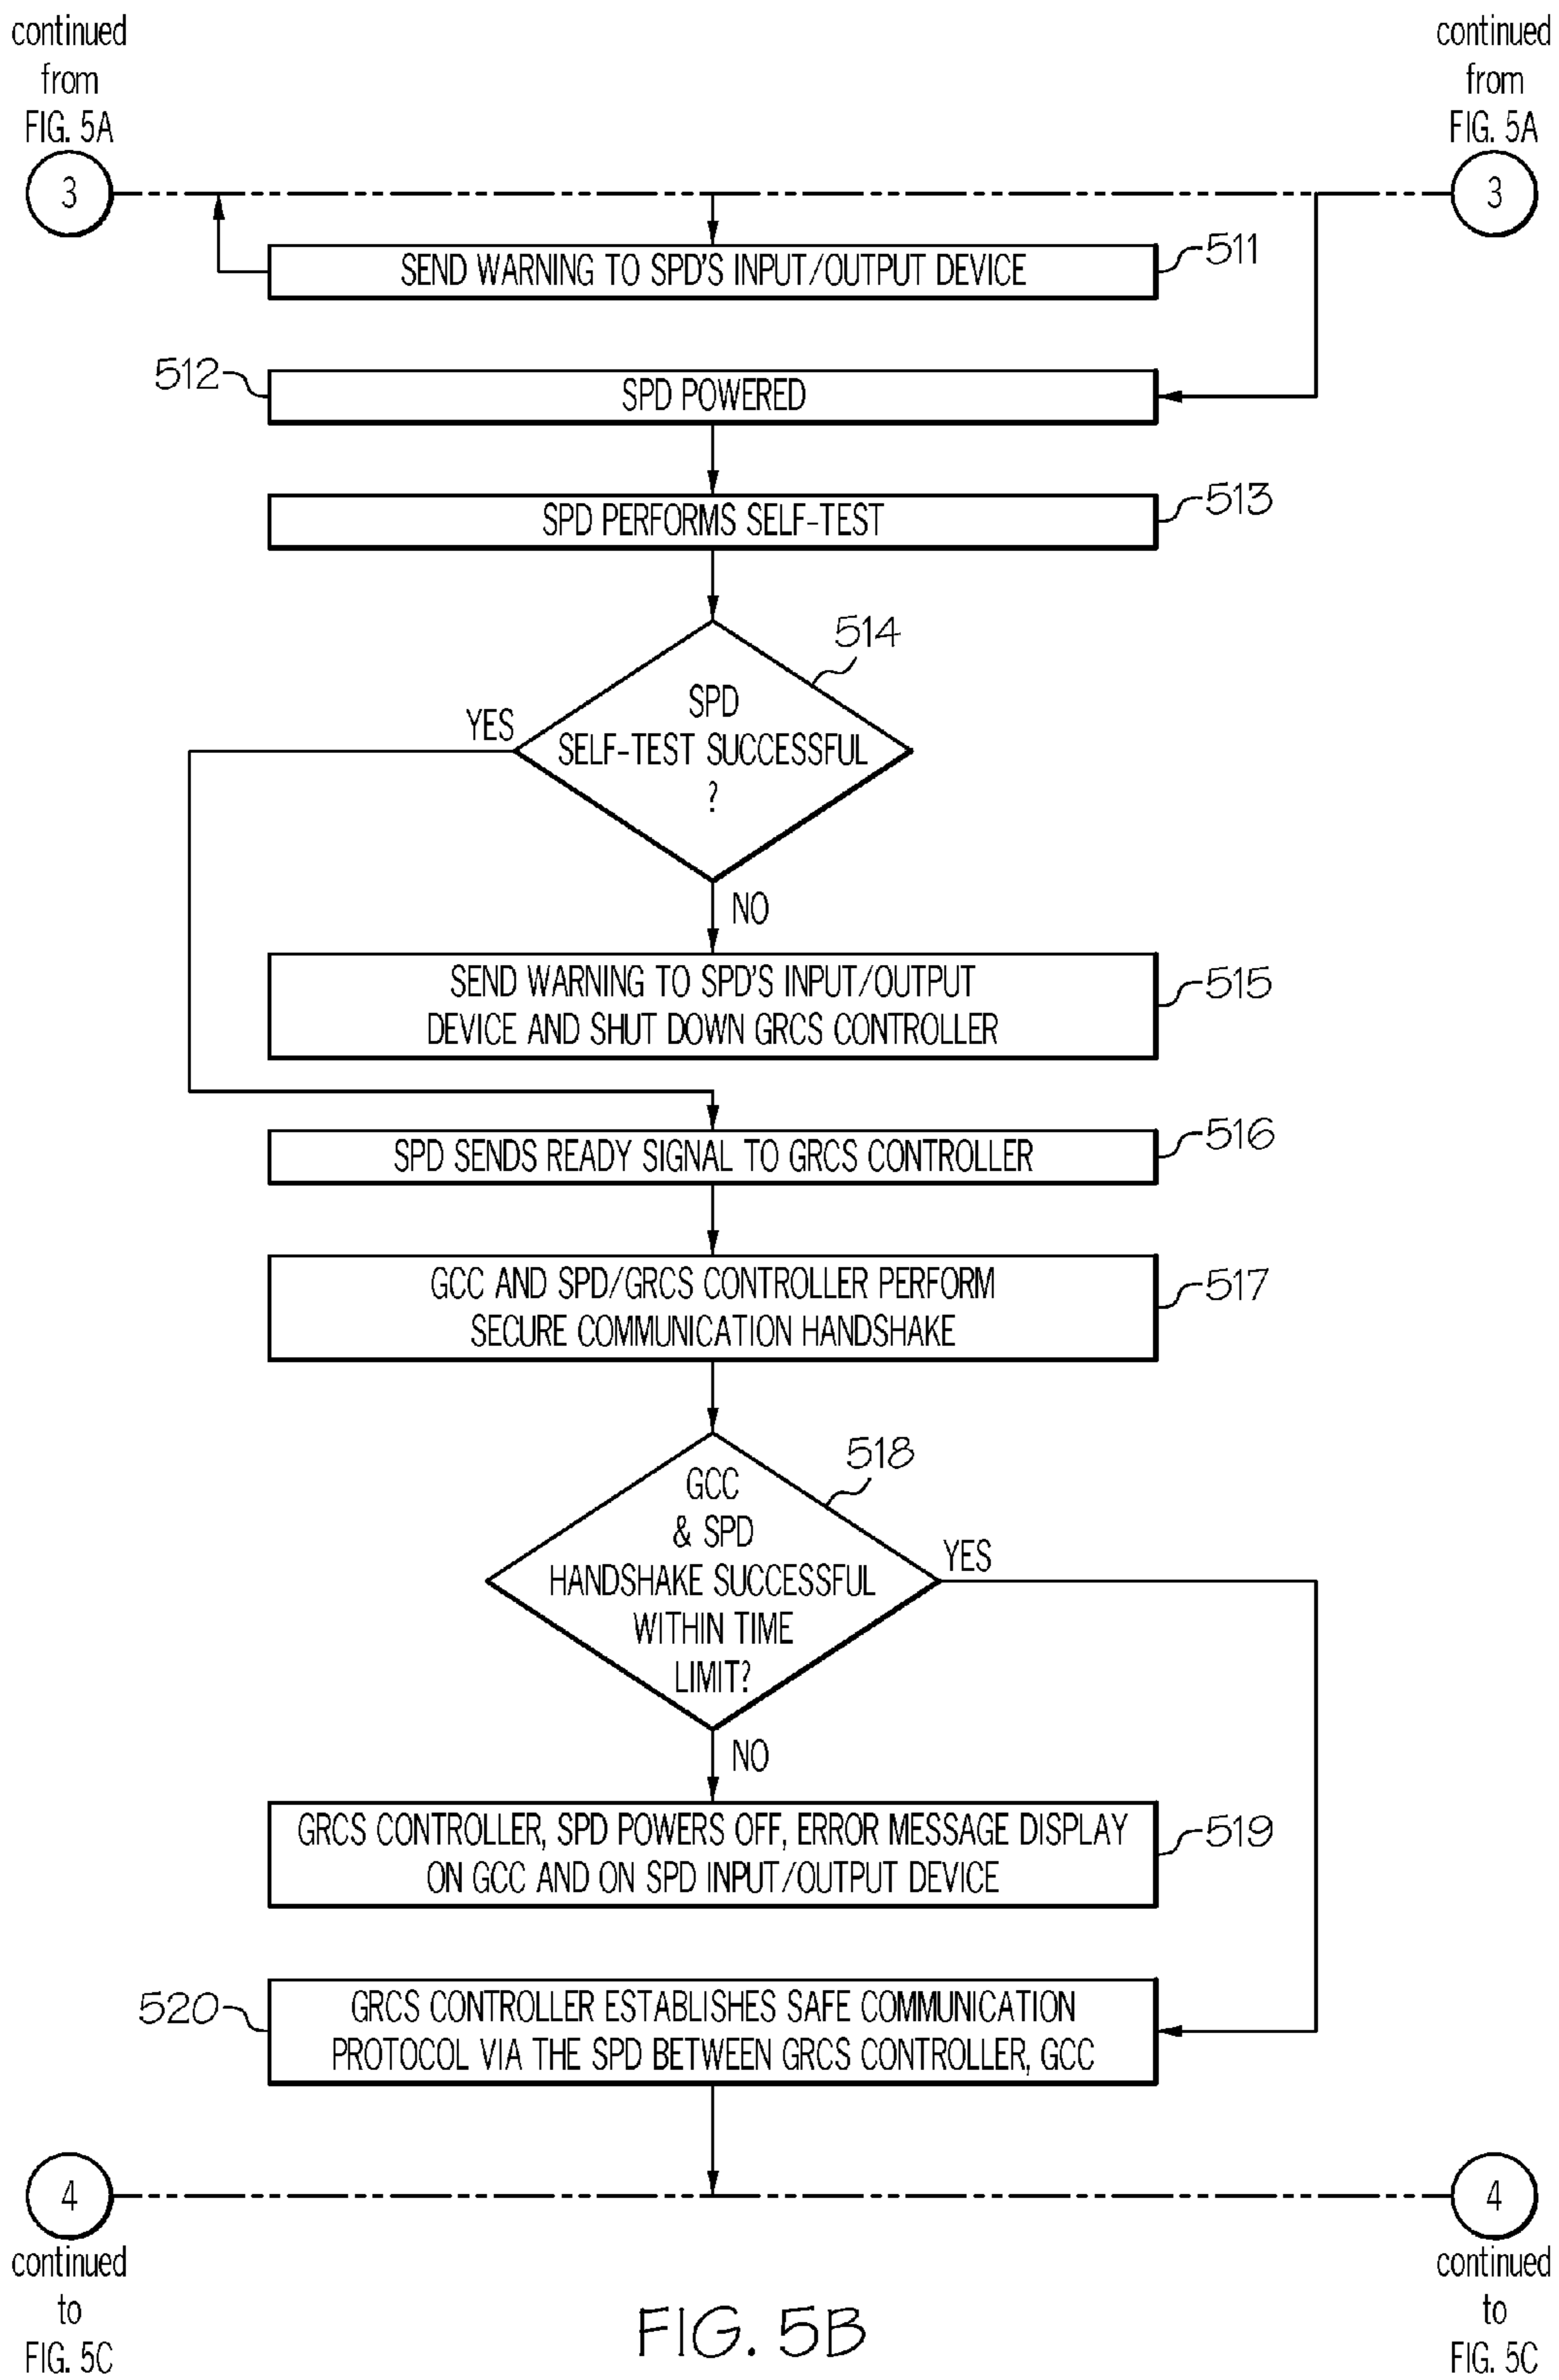 continued
from
FIG. 5A
continued
from
FIG. 5A
3
3
SEND WARNING TO SPD'S INPUT/OUTPUT DEVICE
511
512
SPD POWERED
SPD PERFORMS SELF-TEST
513
514
SPD
SELF-TEST SUCCESSFUL
?
YES
NO
SEND WARNING TO SPD'S INPUT/OUTPUT
DEVICE AND SHUT DOWN GRCS CONTROLLER
515
SPD SENDS READY SIGNAL TO GRCS CONTROLLER
516
GCC AND SPD/GRCS CONTROLLER PERFORM
SECURE COMMUNICATION HANDSHAKE
517
518
GCC
& SPD
HANDSHAKE SUCCESSFUL
WITHIN TIME
LIMIT?
YES
NO
GRCS CONTROLLER, SPD POWERS OFF, ERROR MESSAGE DISPLAY
ON GCC AND ON SPD INPUT/OUTPUT DEVICE
519
520
GRCS CONTROLLER ESTABLISHES SAFE COMMUNICATION
PROTOCOL VIA THE SPD BETWEEN GRCS CONTROLLER, GCC
4
4
continued
to
FIG. 5C
continued
to
FIG. 5C
FIG. 5B